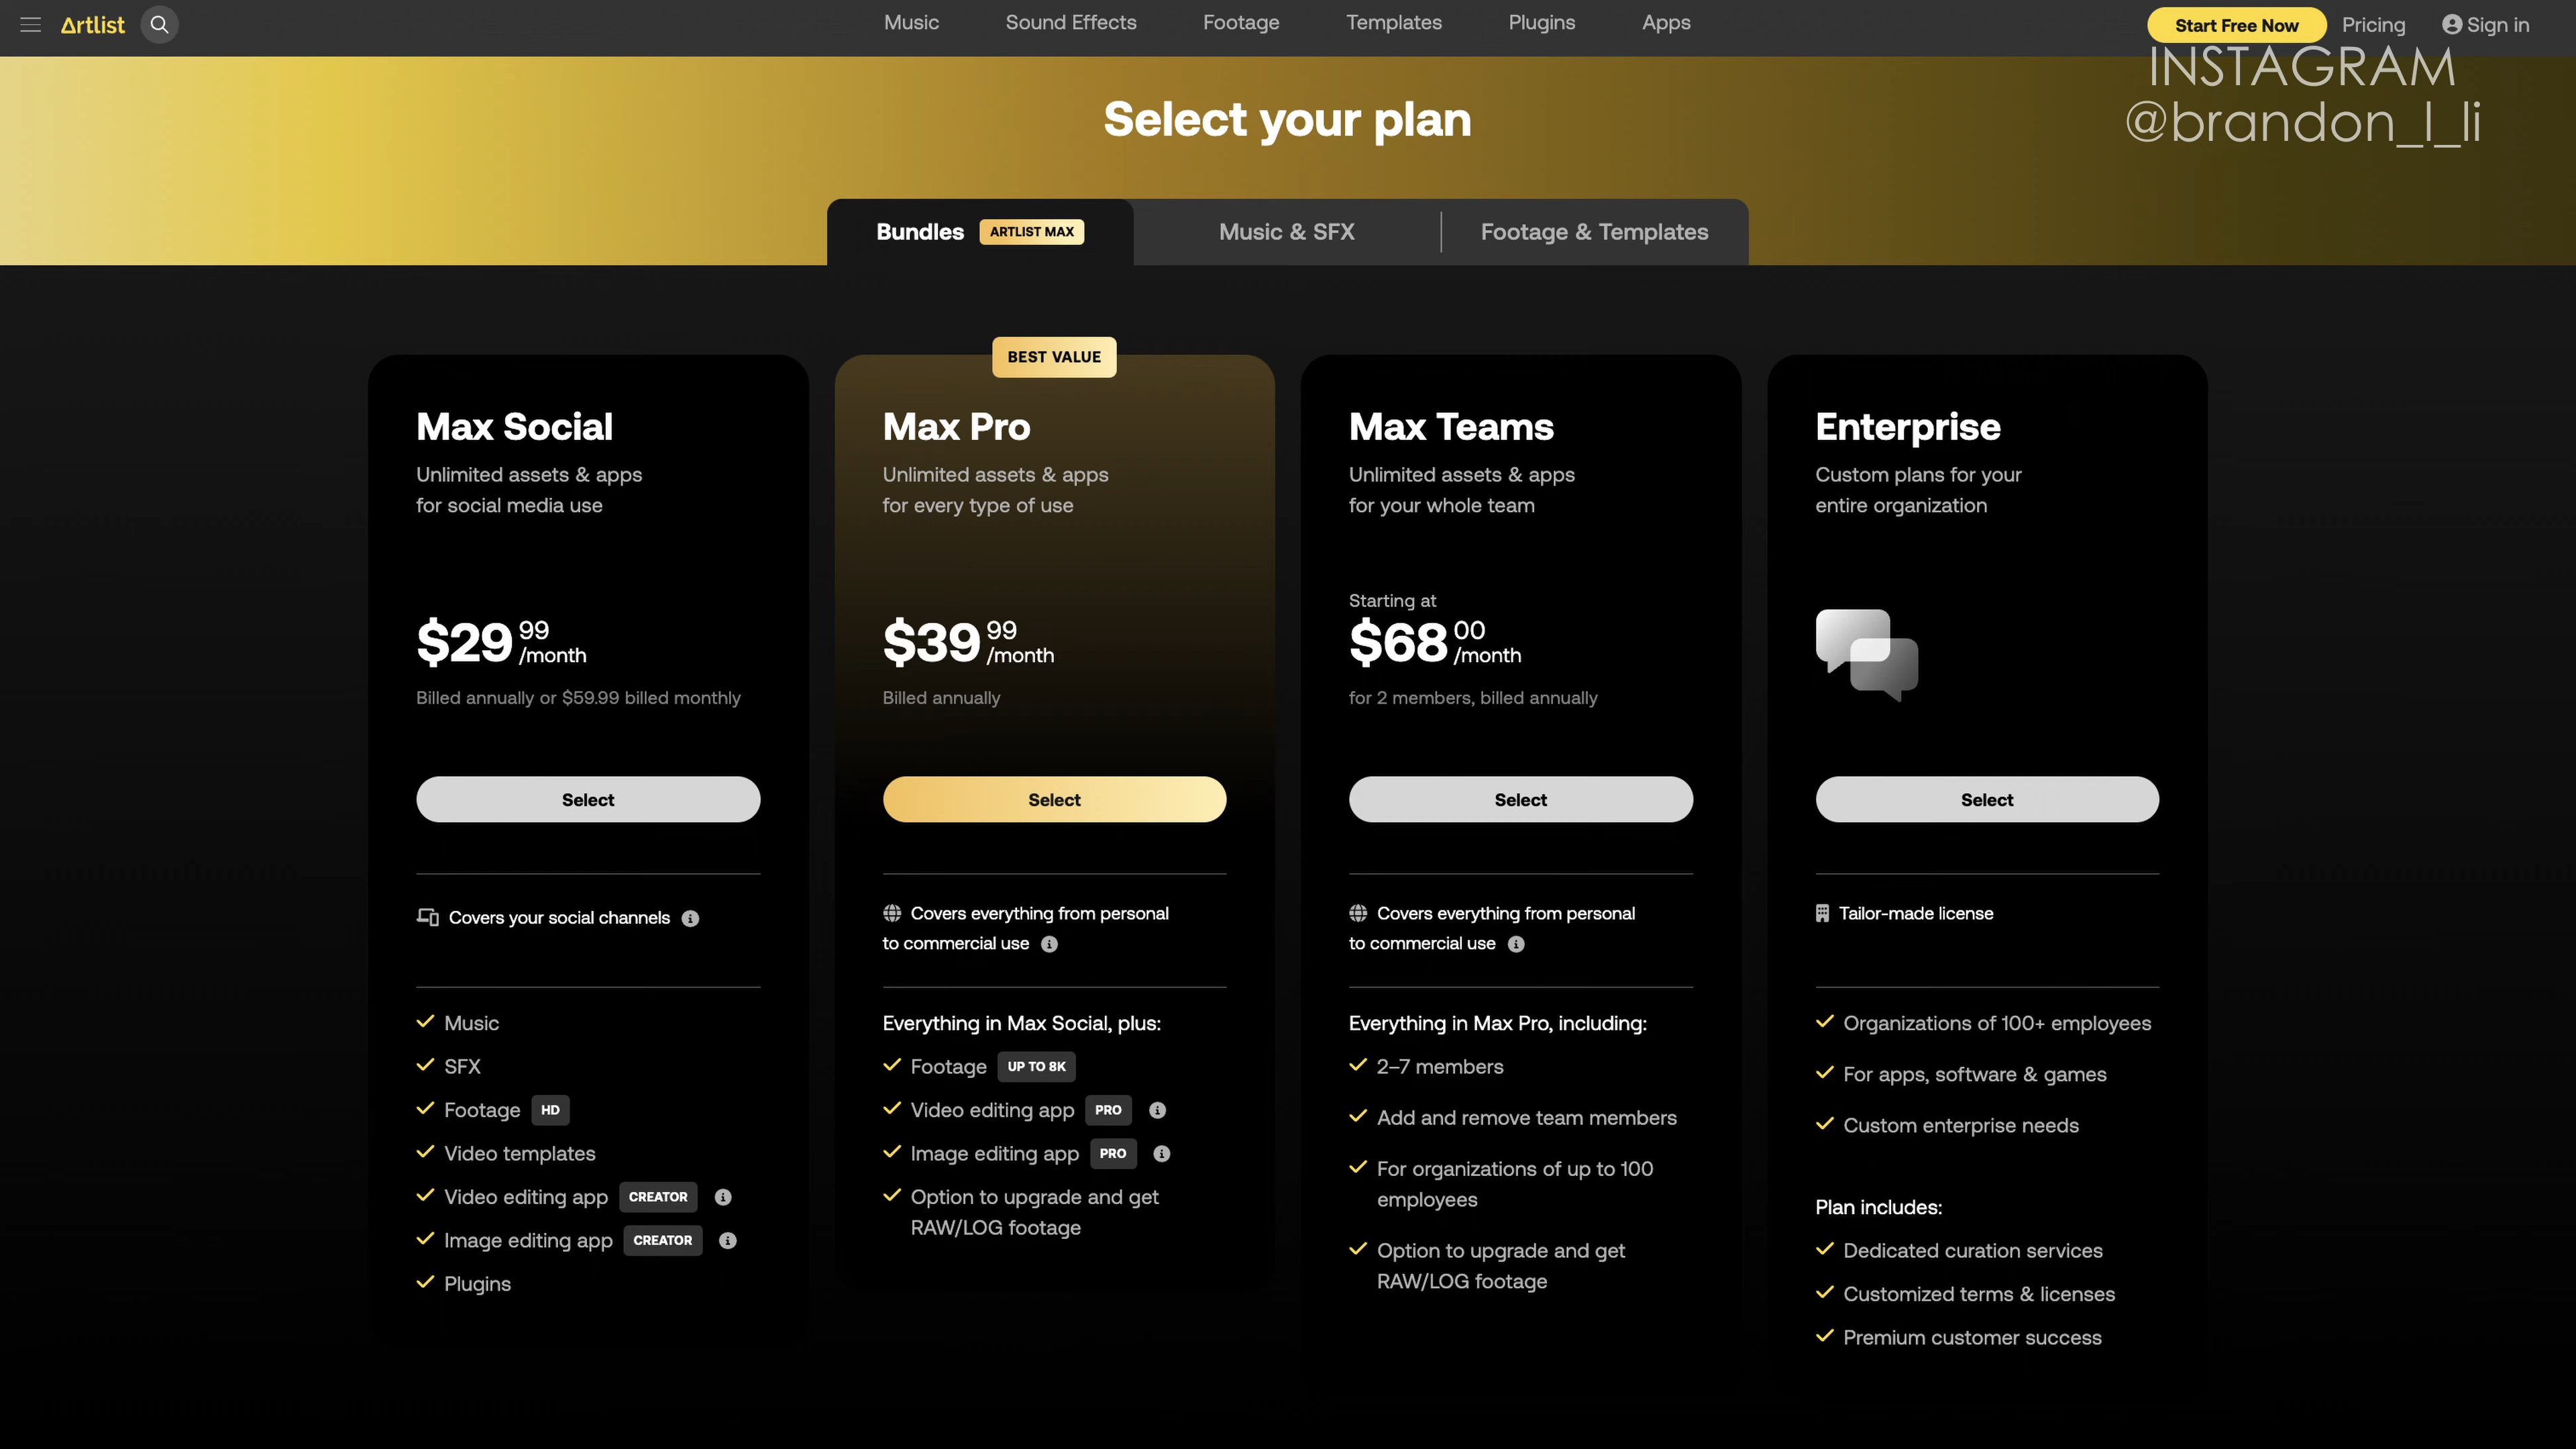 Artlist
Music
Sound Effects
Footage
Templates
Plugins
Apps
Start Free Now
Pricing
Sign in
INSTAGRAM
@brandon_l_li
Select your plan
Bundles ARTLIST MAX
Music & SFX
Footage & Templates
Max Social
Unlimited assets & apps
for social media use
$29 99
/month
Billed annually or $59.99 billed monthly
Select
Covers your social channels
Music
SFX
Footage HD
Video templates
Video editing app CREATOR
Image editing app CREATOR
Plugins
BEST VALUE
Max Pro
Unlimited assets & apps
for every type of use
$39 99
/month
Billed annually
Select
Covers everything from personal
to commercial use
Everything in Max Social, plus:
Footage UP TO 8K
Video editing app PRO
Image editing app PRO
Option to upgrade and get
RAW/LOG footage
Max Teams
Unlimited assets & apps
for your whole team
Starting at
$68 00
/month
for 2 members, billed annually
Select
Covers everything from personal
to commercial use
Everything in Max Pro, including:
2–7 members
Add and remove team members
For organizations of up to 100
employees
Option to upgrade and get
RAW/LOG footage
Enterprise
Custom plans for your
entire organization
Select
Tailor-made license
Organizations of 100+ employees
For apps, software & games
Custom enterprise needs
Plan includes:
Dedicated curation services
Customized terms & licenses
Premium customer success